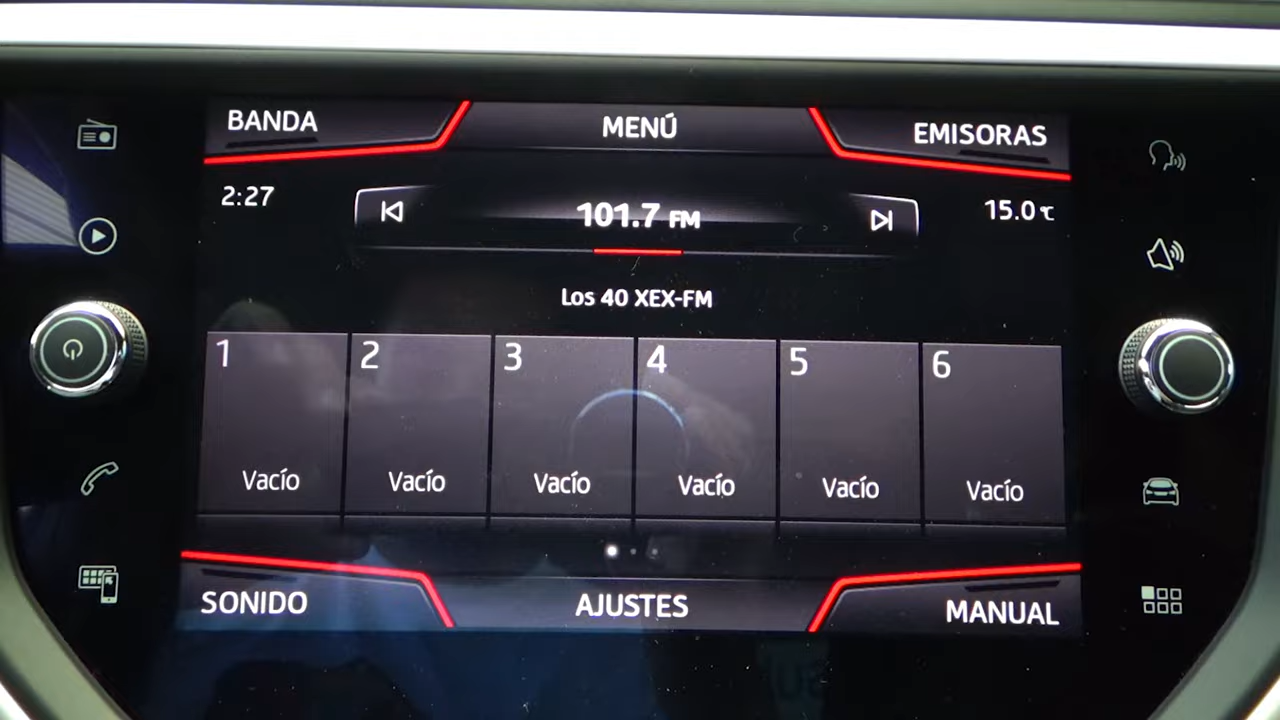 BANDA
MENÚ
EMISORAS
2:27
101.7 FM
15.0 °C
Los 40 XEX-FM
1
2
3
4
5
6
Vacío
Vacío
Vacío
Vacío
Vacío
Vacío
SONIDO
AJUSTES
MANUAL